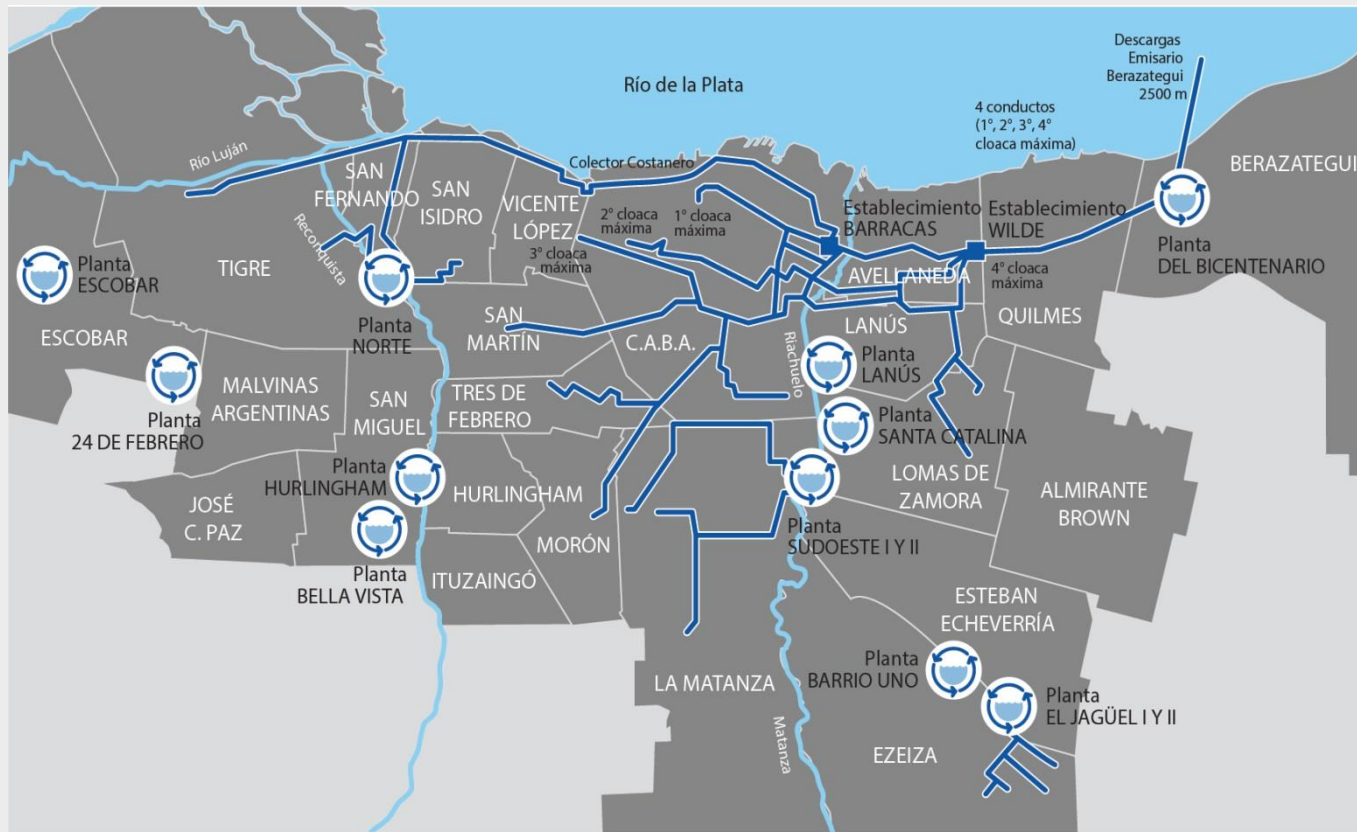 Descargas
Emisario
Berazategui
2500 m
Río de la Plata
4 conductos
(1°, 2°, 3°, 4°
cloaca máxima)
Río Luján
Colector Costanero
BERAZATEGUI
SAN
FERNANDO
SAN
ISIDRO
VICENTE
LÓPEZ
2° cloaca
máxima
1° cloaca
máxima
3° cloaca
máxima
Establecimiento
BARRACAS
Establecimiento
WILDE
Reconquista
Planta
ESCOBAR
TIGRE
AVELLANEDA
4° cloaca
máxima
Planta
DEL BICENTENARIO
ESCOBAR
Planta
NORTE
SAN
MARTÍN
C.A.B.A.
Riachuelo
LANÚS
QUILMES
Planta
LANÚS
Planta
24 DE FEBRERO
MALVINAS
ARGENTINAS
SAN
MIGUEL
TRES DE
FEBRERO
Planta
SANTA CATALINA
Planta
HURLINGHAM
HURLINGHAM
LOMAS DE
ZAMORA
ALMIRANTE
BROWN
JOSÉ
C. PAZ
MORÓN
Planta
SUDOESTE I Y II
Planta
BELLA VISTA
ITUZAINGÓ
ESTEBAN
ECHEVERRÍA
LA MATANZA
Planta
BARRIO UNO
Planta
EL JAGÜEL I Y II
Matanza
EZEIZA